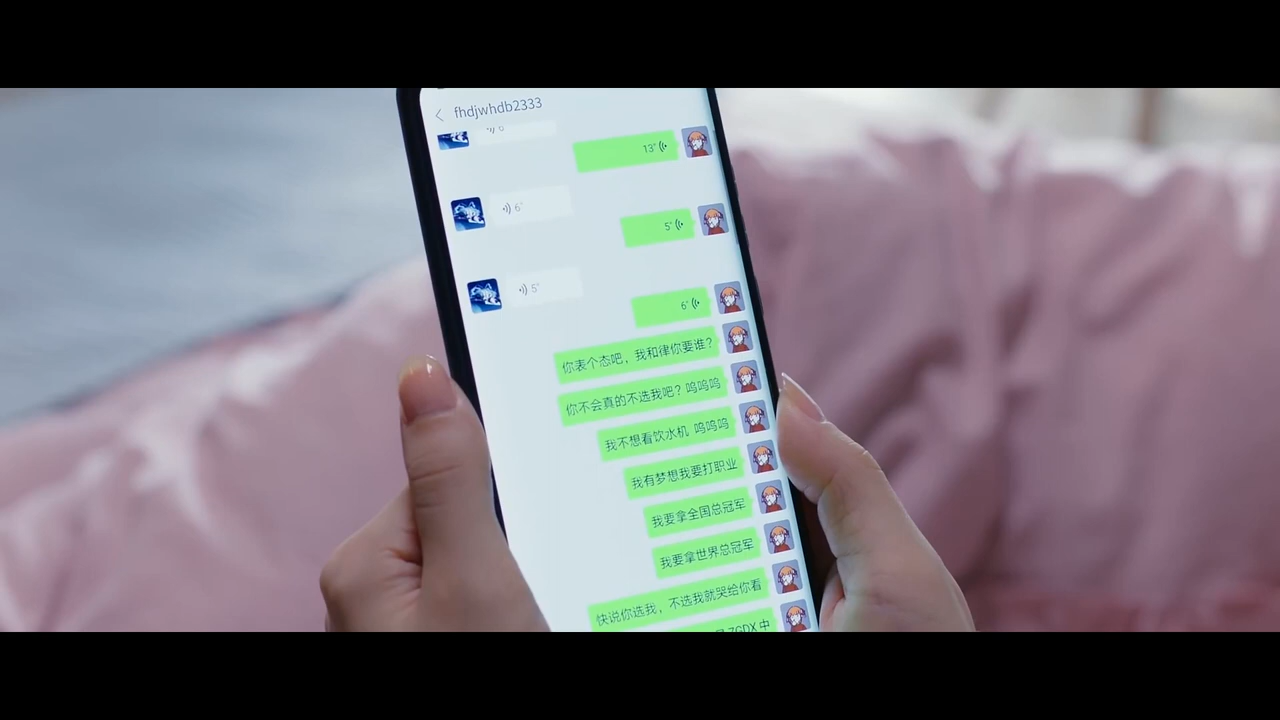 fhdjwhdb2333
6"
13"
6"
5"
5"
6"
你表个态吧，我和律你要谁？
你不会真的不选我吧？呜呜呜
我不想看饮水机 呜呜呜
我有梦想我要打职业
我要拿全国总冠军
我要拿世界总冠军
快说你选我，不选我就哭给你看
ZGDX 中